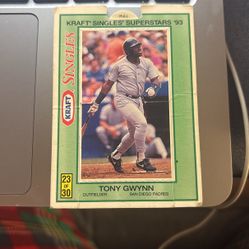 KRAFT SINGLES SUPERSTARS '93
KRAFT
SINGLES
23
OF
30
TONY GWYNN
OUTFIELDER
SAN DIEGO PADRES